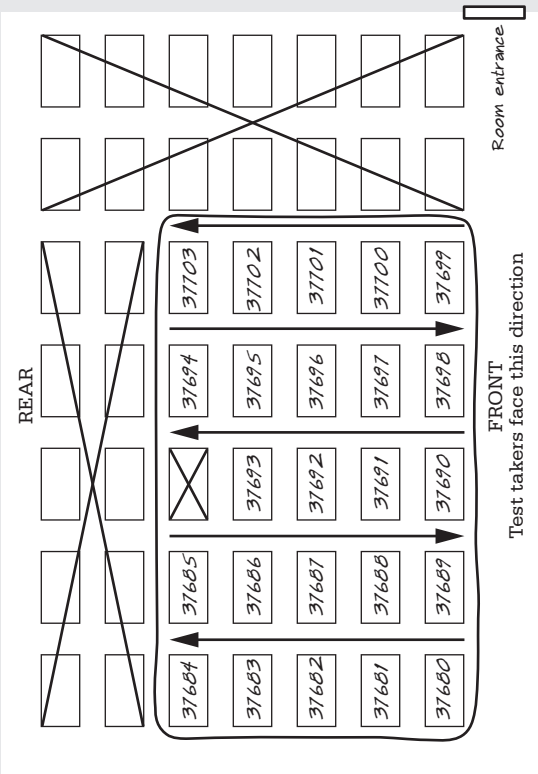 REAR
37684 37685 37694 37703
37683 37686 37693 37695 37702
37682 37687 37692 37696 37701
37681 37688 37691 37697 37700
37680 37689 37690 37698 37699
FRONT
Test takers face this direction
Room entrance